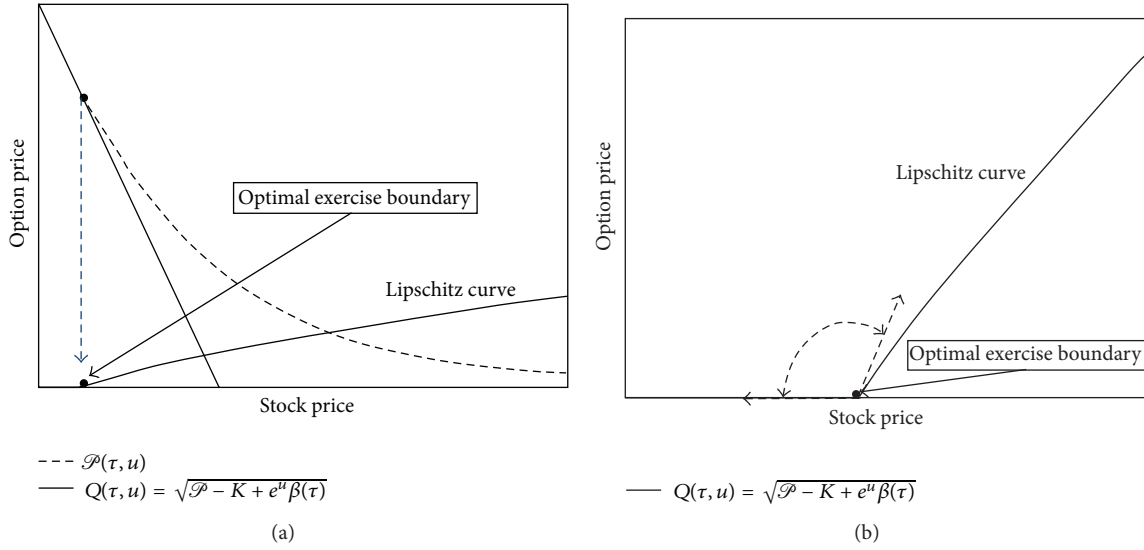 Option price
Optimal exercise boundary
Lipschitz curve
Stock price
𝒫(τ, u)
Q(τ, u) = √𝒫 − K + e^u β(τ)
(a)
Option price
Lipschitz curve
Optimal exercise boundary
Stock price
Q(τ, u) = √𝒫 − K + e^u β(τ)
(b)